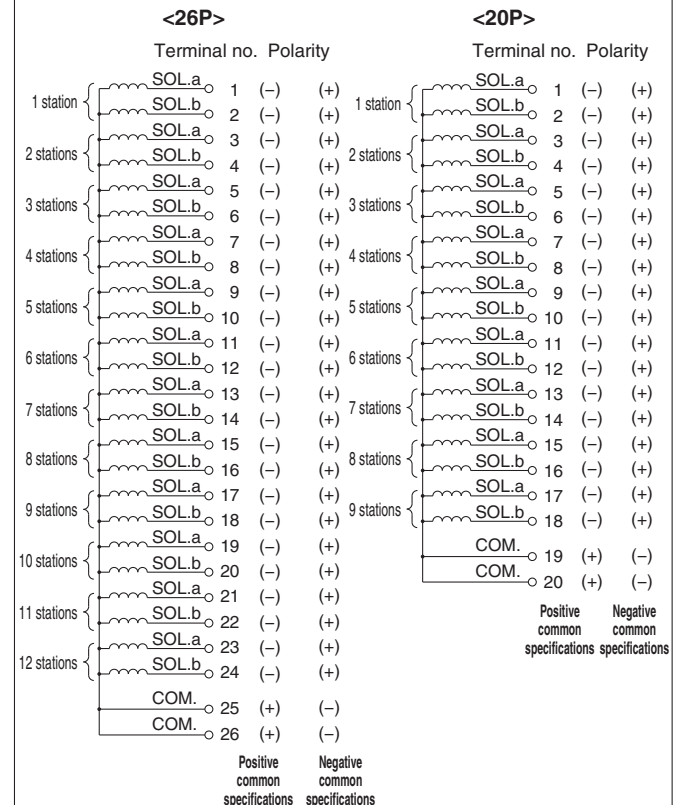 <26P>
Terminal no. Polarity
1 station
SOL.a 1 (–) (+)
SOL.b 2 (–) (+)
2 stations
SOL.a 3 (–) (+)
SOL.b 4 (–) (+)
3 stations
SOL.a 5 (–) (+)
SOL.b 6 (–) (+)
4 stations
SOL.a 7 (–) (+)
SOL.b 8 (–) (+)
5 stations
SOL.a 9 (–) (+)
SOL.b 10 (–) (+)
6 stations
SOL.a 11 (–) (+)
SOL.b 12 (–) (+)
7 stations
SOL.a 13 (–) (+)
SOL.b 14 (–) (+)
8 stations
SOL.a 15 (–) (+)
SOL.b 16 (–) (+)
9 stations
SOL.a 17 (–) (+)
SOL.b 18 (–) (+)
10 stations
SOL.a 19 (–) (+)
SOL.b 20 (–) (+)
11 stations
SOL.a 21 (–) (+)
SOL.b 22 (–) (+)
12 stations
SOL.a 23 (–) (+)
SOL.b 24 (–) (+)
COM. 25 (+) (–)
COM. 26 (+) (–)
Positive common specifications
Negative common specifications
<20P>
Terminal no. Polarity
1 station
SOL.a 1 (–) (+)
SOL.b 2 (–) (+)
2 stations
SOL.a 3 (–) (+)
SOL.b 4 (–) (+)
3 stations
SOL.a 5 (–) (+)
SOL.b 6 (–) (+)
4 stations
SOL.a 7 (–) (+)
SOL.b 8 (–) (+)
5 stations
SOL.a 9 (–) (+)
SOL.b 10 (–) (+)
6 stations
SOL.a 11 (–) (+)
SOL.b 12 (–) (+)
7 stations
SOL.a 13 (–) (+)
SOL.b 14 (–) (+)
8 stations
SOL.a 15 (–) (+)
SOL.b 16 (–) (+)
9 stations
SOL.a 17 (–) (+)
SOL.b 18 (–) (+)
COM. 19 (+) (–)
COM. 20 (+) (–)
Positive common specifications
Negative common specifications